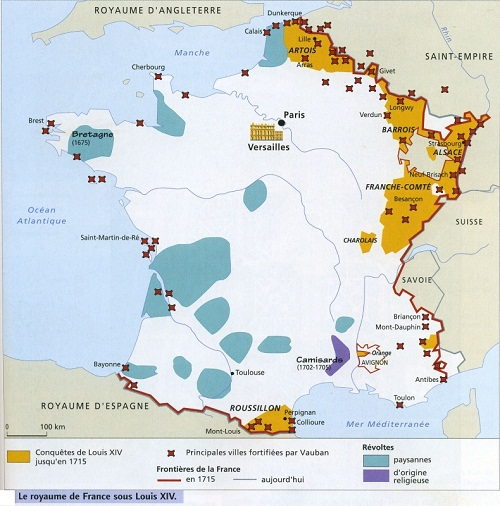 ROYAUME D'ANGLETERRE
Dunkerque
Calais
Lille
ARTOIS
Arras
Manche
Rhin
SAINT-EMPIRE
Givet
Cherbourg
Longwy
Verdun
Paris
BARROIS
Brest
Bretagne
(1675)
Versailles
Strasbourg
ALSACE
Neuf-Brisach
FRANCHE-COMTÉ
Besançon
Océan
Atlantique
SUISSE
Saint-Martin-de-Ré
CHAROLAIS
SAVOIE
Briançon
Mont-Dauphin
Camisards
(1702-1705)
Orange
AVIGNON
Bayonne
Toulouse
Antibes
Toulon
ROYAUME D'ESPAGNE
ROUSSILLON
Perpignan
Collioure
Mont-Louis
Mer Méditerranée
100 km
Conquêtes de Louis XIV
jusqu'en 1715
Principales villes fortifiées par Vauban
Frontières de la France
en 1715
aujourd'hui
Révoltes
paysannes
d'origine
religieuse
Le royaume de France sous Louis XIV.